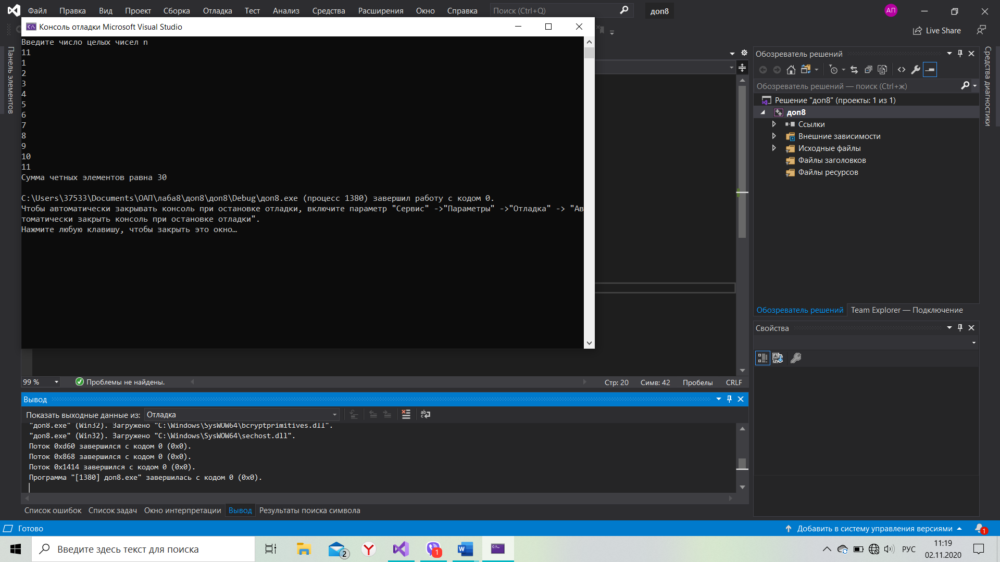 Файл Правка Вид Проект Сборка Отладка Тест Анализ Средства Расширения Окно Справка Поиск (Ctrl+Q) доп8 АП
Консоль отладки Microsoft Visual Studio
Live Share
Панель элементов
Введите число целых чисел n
11
1
2
3
4
5
6
7
8
9
10
11
Сумма четных элементов равна 30
C:\Users\37533\Documents\ОАП\лаба8\доп8\доп8\Debug\доп8.exe (процесс 1380) завершил работу с кодом 0.
Чтобы автоматически закрывать консоль при остановке отладки, включите параметр "Сервис" ->"Параметры" ->"Отладка" -> "Ав
томатически закрыть консоль при остановке отладки".
Нажмите любую клавишу, чтобы закрыть это окно…
Обозреватель решений
Обозреватель решений — поиск (Ctrl+ж)
Решение "доп8" (проекты: 1 из 1)
доп8
Ссылки
Внешние зависимости
Исходные файлы
Файлы заголовков
Файлы ресурсов
Обозреватель решений Team Explorer — Подключение
Свойства
Средства диагностики
99 % Проблемы не найдены. Стр: 20 Симв: 42 Пробелы CRLF
Вывод
Показать выходные данные из: Отладка
"доп8.exe" (Win32). Загружено "C:\Windows\SysWOW64\bcryptprimitives.dll".
"доп8.exe" (Win32). Загружено "C:\Windows\SysWOW64\sechost.dll".
Поток 0xd60 завершился с кодом 0 (0x0).
Поток 0x868 завершился с кодом 0 (0x0).
Поток 0x1414 завершился с кодом 0 (0x0).
Программа "[1380] доп8.exe" завершилась с кодом 0 (0x0).
Список ошибок Список задач Окно интерпретации Вывод Результаты поиска символа
Готово Добавить в систему управления версиями 1
Введите здесь текст для поиска 2 1 РУС 11:19
02.11.2020